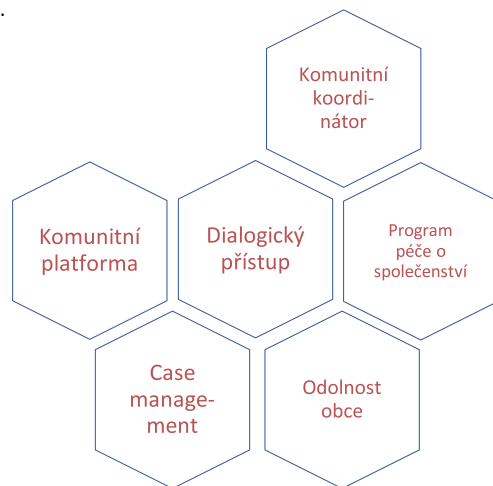 .
Komunitní
koordi-
nátor
Komunitní
platforma
Dialogický
přístup
Program
péče o
společenství
Case
manage-
ment
Odolnost
obce